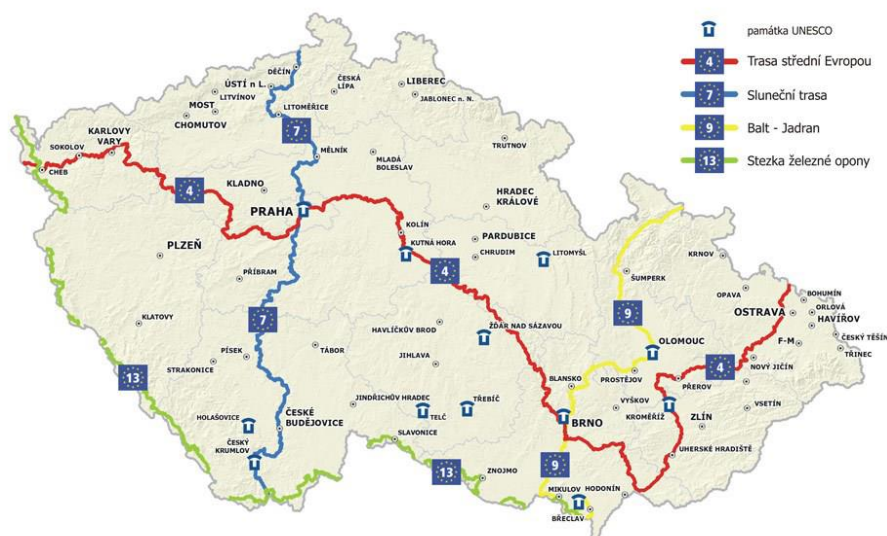 památka UNESCO
4 Trasa střední Evropou
7 Sluneční trasa
9 Balt - Jadran
13 Stezka železné opony
DĚČÍN
ÚSTÍ n L.
LITVÍNOV
MOST
CHOMUTOV
LITOMĚŘICE
ČESKÁ
LÍPA
LIBEREC
JABLONEC n. N.
7
MĚLNÍK
MLADÁ
BOLESLAV
TRUTNOV
KARLOVY
VARY
SOKOLOV
CHEB
4
KLADNO
PRAHA
HRADEC
KRÁLOVÉ
KOLÍN
KUTNÁ HORA
PARDUBICE
CHRUDIM
LITOMYŠL
4
PLZEŇ
PŘÍBRAM
ŠUMPERK
KRNOV
OPAVA
BOHUMÍN
ORLOVÁ
OSTRAVA
HAVÍŘOV
ČESKÝ TĚŠÍN
F-M
TŘINEC
9
7
KLATOVY
HAVLÍČKŮV BROD
ŽĎÁR NAD SÁZAVOU
OLOMOUC
NOVÝ JIČÍN
4
PŘEROV
PROSTĚJOV
BLANSKO
PÍSEK
TÁBOR
JIHLAVA
STRAKONICE
13
VYŠKOV
KROMĚŘÍŽ
ZLÍN
VSETÍN
JINDŘICHŮV HRADEC
TELČ
TŘEBÍČ
BRNO
HOLAŠOVICE
ČESKÉ
BUDĚJOVICE
ČESKÝ
KRUMLOV
SLAVONICE
UHERSKÉ HRADIŠTĚ
13
ZNOJMO
9
MIKULOV
HODONÍN
BŘECLAV